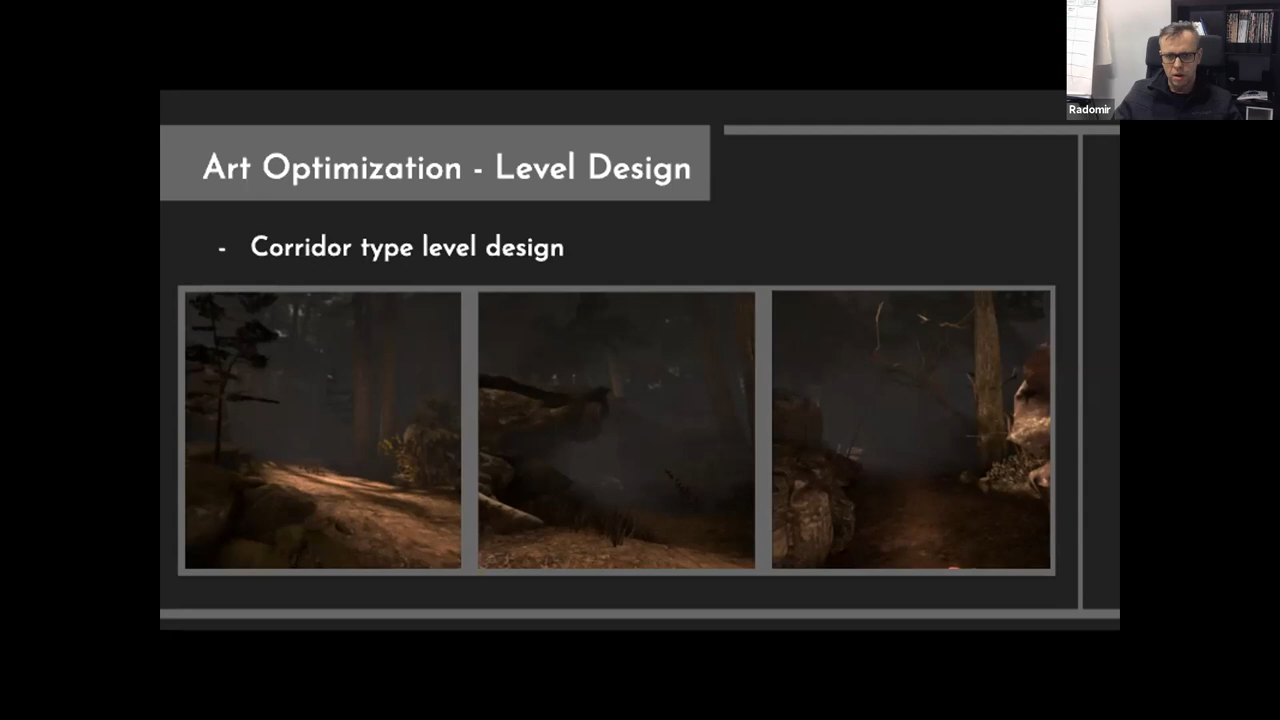 Radomir
Art Optimization - Level Design
- Corridor type level design